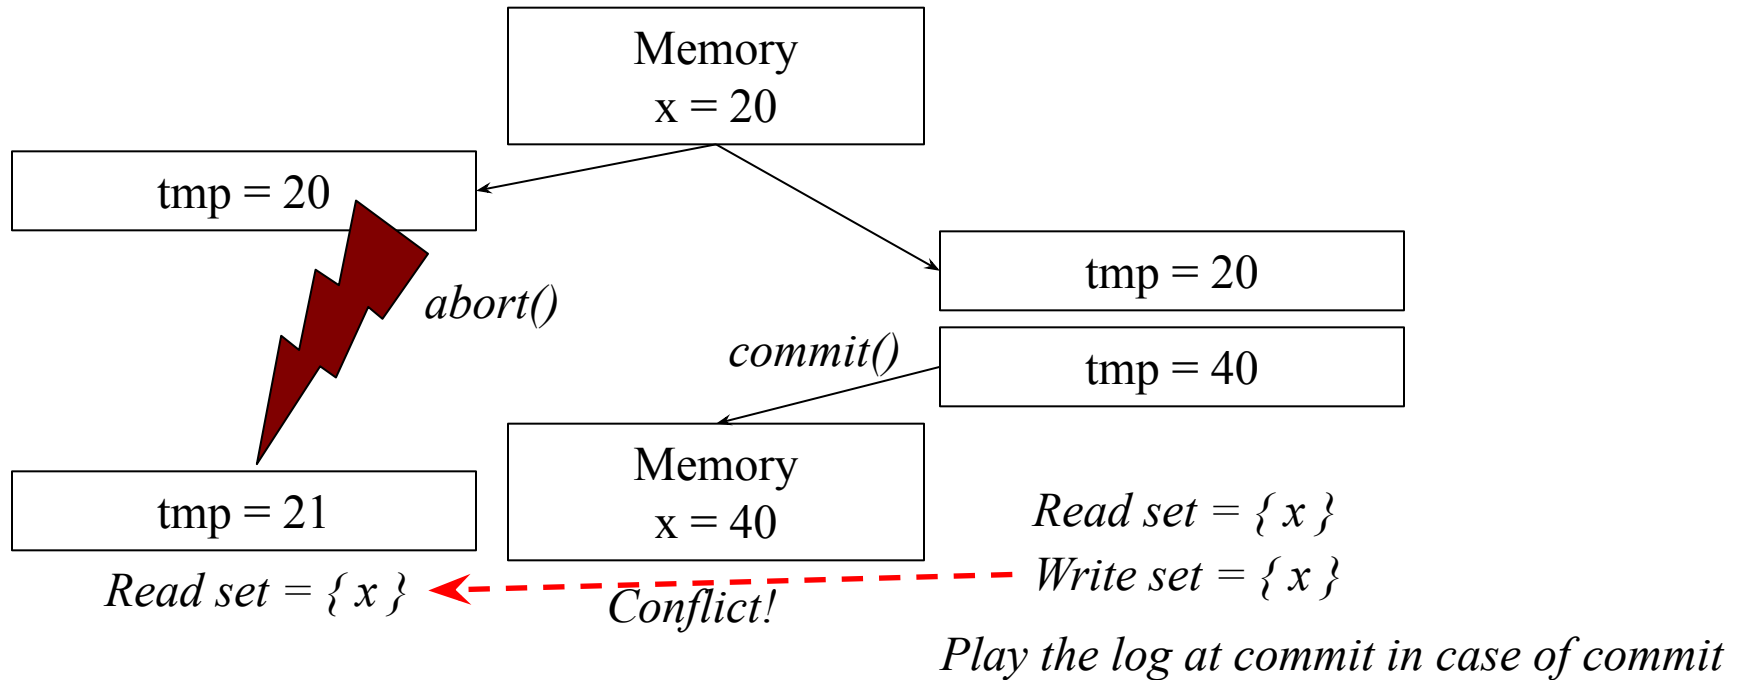 Memory
x = 20
tmp = 20
tmp = 20
abort()
commit()
tmp = 40
Memory
x = 40
tmp = 21
Read set = { x }
Write set = { x }
Read set = { x }
Conflict!
Play the log at commit in case of commit